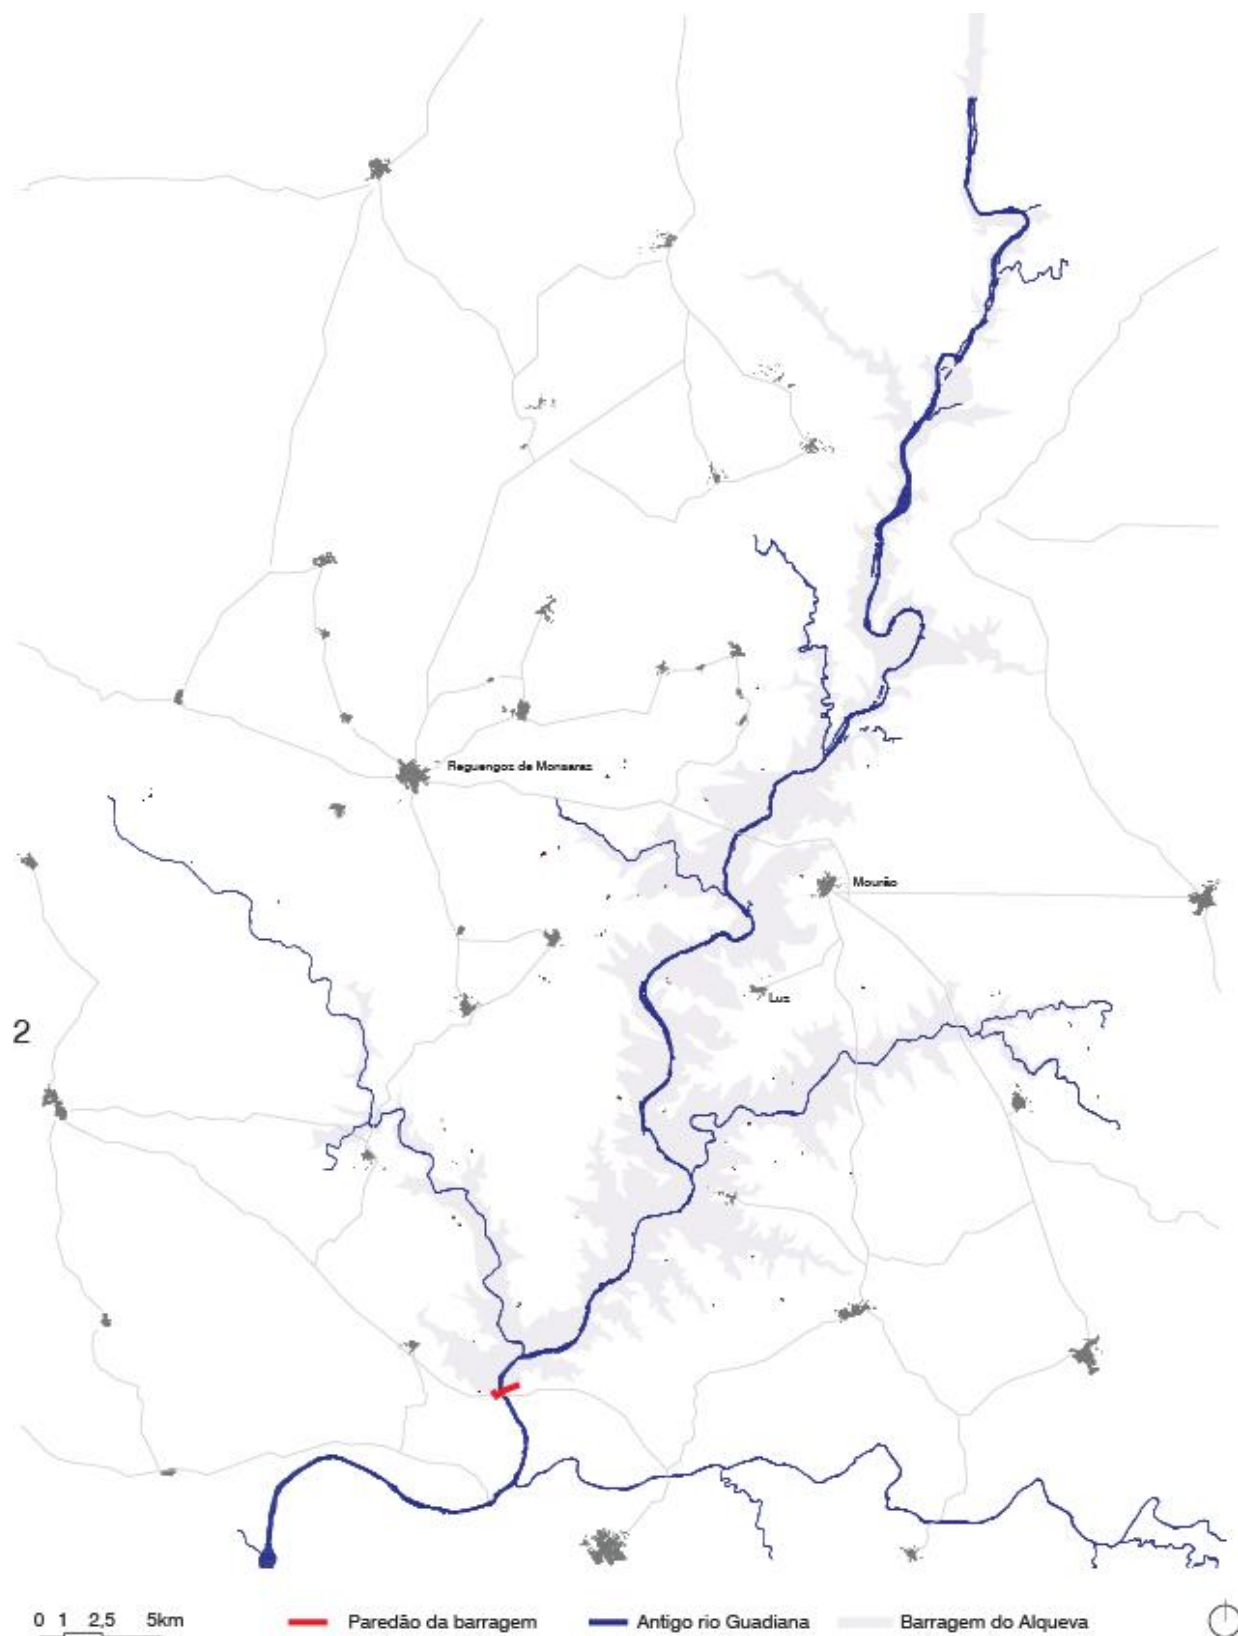 Reguengos de Monsaraz
Mourão
Luz
2
0 1 2,5 5km
Paredão da barragem
Antigo rio Guadiana
Barragem do Alqueva